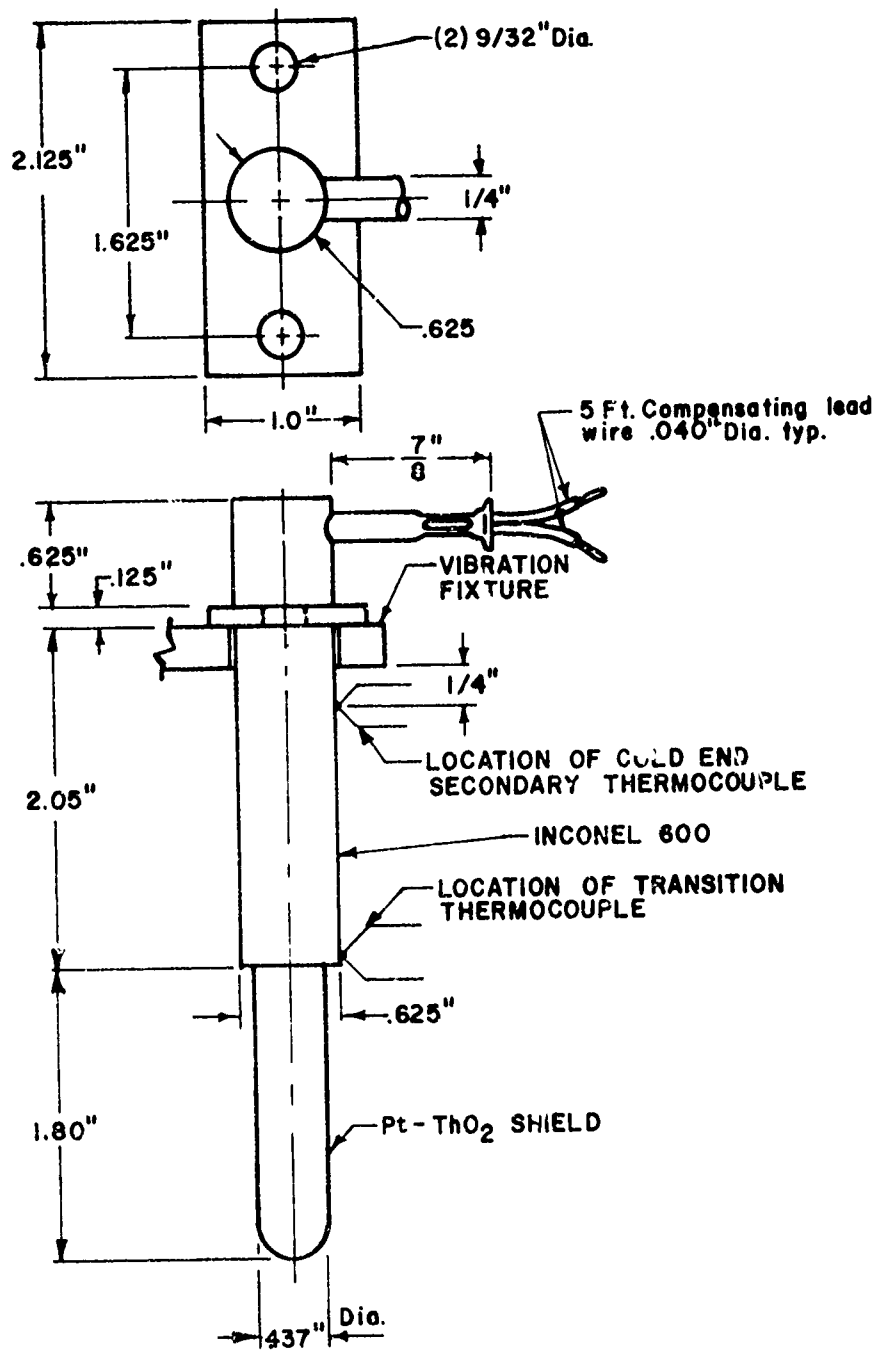 (2) 9/32" Dia.
2.125"
1/4"
1.625"
.625
1.0"
5 Ft. Compensating lead
wire .040" Dia. typ.
7"
8
.625"
.125"
VIBRATION
FIXTURE
1/4"
LOCATION OF COLD END
SECONDARY THERMOCOUPLE
2.05"
INCONEL 600
LOCATION OF TRANSITION
THERMOCOUPLE
.625"
1.80"
Pt-ThO₂ SHIELD
.437" Dia.